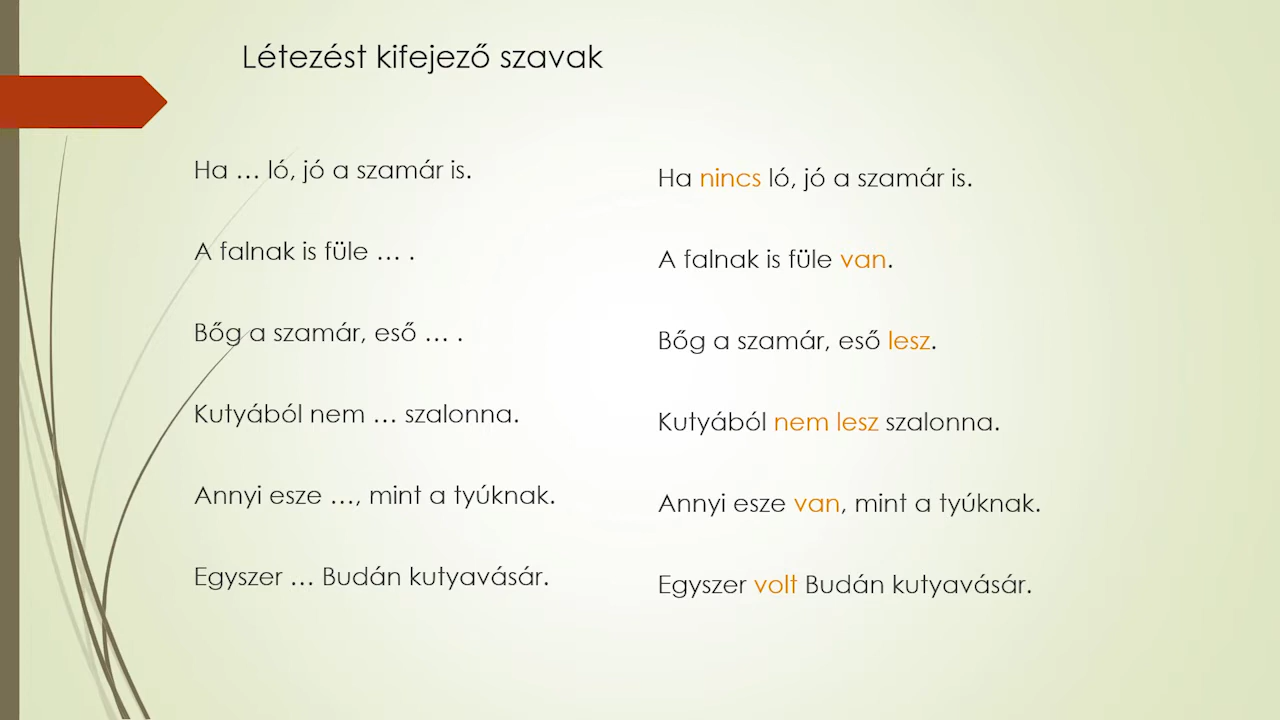 Létezést kifejező szavak
Ha … ló, jó a szamár is.
A falnak is füle … .
Bőg a szamár, eső … .
Kutyából nem … szalonna.
Annyi esze …, mint a tyúknak.
Egyszer … Budán kutyavásár.
Ha nincs ló, jó a szamár is.
A falnak is füle van.
Bőg a szamár, eső lesz.
Kutyából nem lesz szalonna.
Annyi esze van, mint a tyúknak.
Egyszer volt Budán kutyavásár.